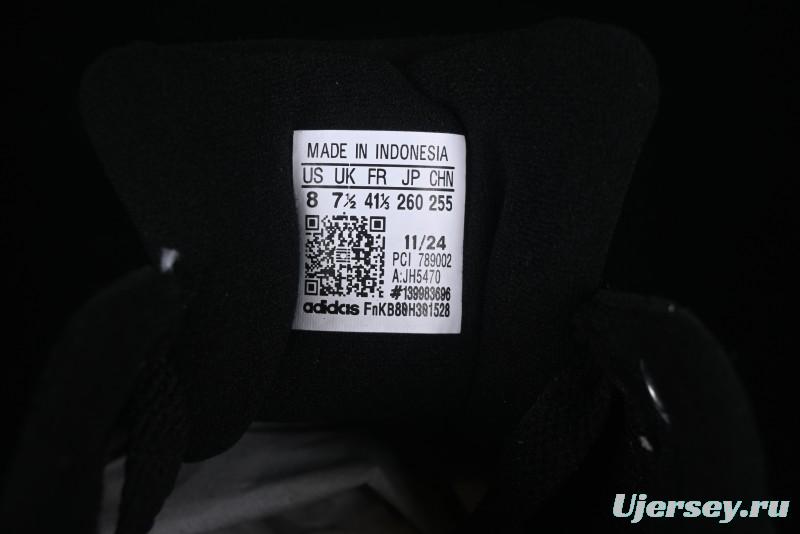 MADE IN INDONESIA
US UK FR JP CHN
8 7½ 41⅓ 260 255
11/24
PCI 789002
A:JH5470
#139983696
adidas FnKB80H301528
Ujersey.ru